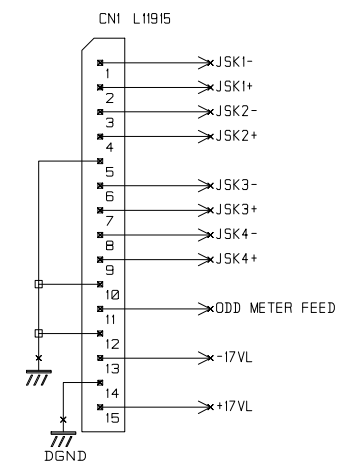 CN1 L11915
JSK1-
1
JSK1+
2
JSK2-
3
JSK2+
4
5
JSK3-
6
JSK3+
7
JSK4-
8
JSK4+
9
10
ODD METER FEED
11
12
-17VL
13
14
+17VL
15
DGND